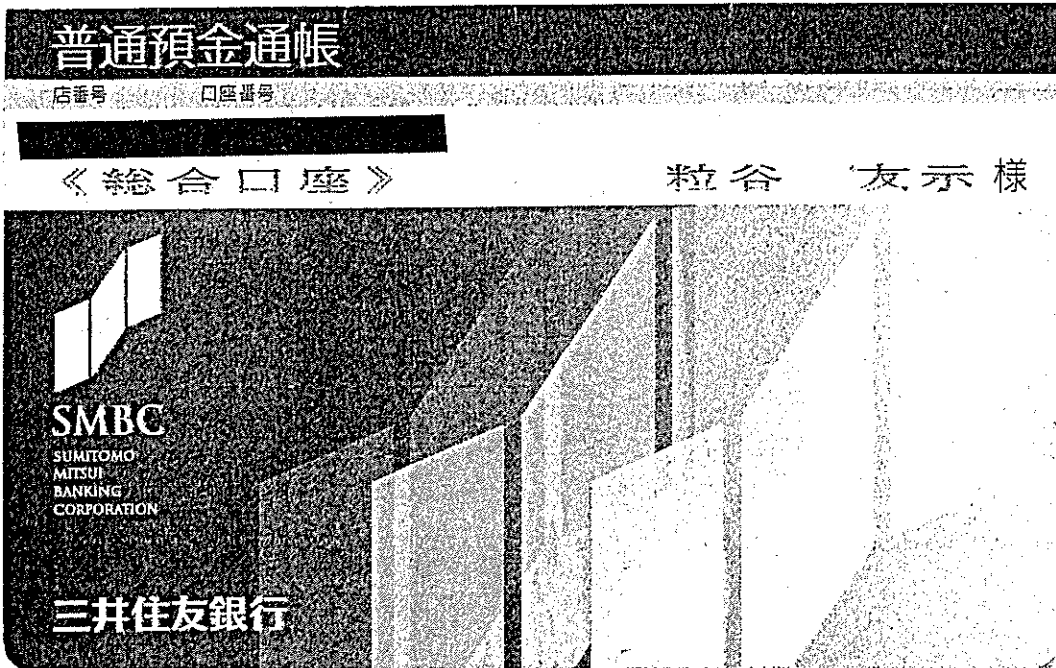 普通預金通帳
店番号 口座番号
≪総合口座≫ 粒谷 友示 様
SMBC
SUMITOMO
MITSUI
BANKING
CORPORATION
三井住友銀行